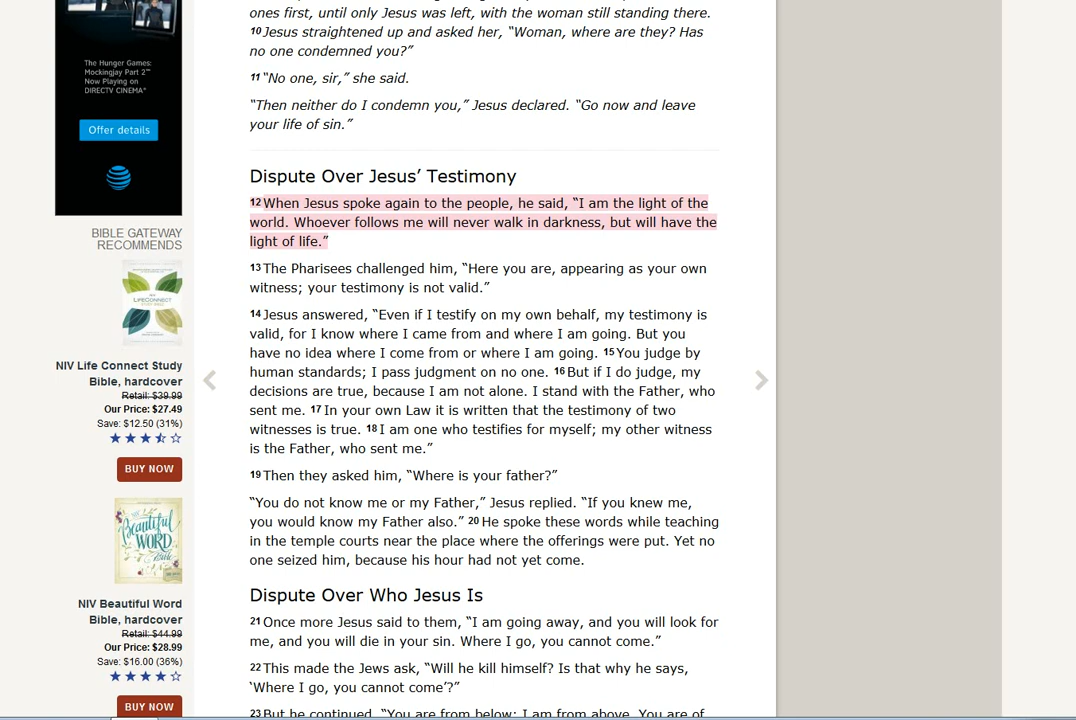 The Hunger Games:
Mockingjay Part 2™
Now Playing on
DIRECTV CINEMA®
Offer details
BIBLE GATEWAY
RECOMMENDS
NIV Life Connect Study
Bible, hardcover
Retail: $39.99
Our Price: $27.49
Save: $12.50 (31%)
BUY NOW
Beautiful
WORD
Bible
NIV Beautiful Word
Bible, hardcover
Retail: $44.99
Our Price: $28.99
Save: $16.00 (36%)
BUY NOW
ones first, until only Jesus was left, with the woman still standing there.
10 Jesus straightened up and asked her, “Woman, where are they? Has
no one condemned you?”
11 “No one, sir,” she said.
“Then neither do I condemn you,” Jesus declared. “Go now and leave
your life of sin.”
Dispute Over Jesus’ Testimony
12 When Jesus spoke again to the people, he said, “I am the light of the
world. Whoever follows me will never walk in darkness, but will have the
light of life.”
13 The Pharisees challenged him, “Here you are, appearing as your own
witness; your testimony is not valid.”
14 Jesus answered, “Even if I testify on my own behalf, my testimony is
valid, for I know where I came from and where I am going. But you
have no idea where I come from or where I am going. 15 You judge by
human standards; I pass judgment on no one. 16 But if I do judge, my
decisions are true, because I am not alone. I stand with the Father, who
sent me. 17 In your own Law it is written that the testimony of two
witnesses is true. 18 I am one who testifies for myself; my other witness
is the Father, who sent me.”
19 Then they asked him, “Where is your father?”
“You do not know me or my Father,” Jesus replied. “If you knew me,
you would know my Father also.” 20 He spoke these words while teaching
in the temple courts near the place where the offerings were put. Yet no
one seized him, because his hour had not yet come.
Dispute Over Who Jesus Is
21 Once more Jesus said to them, “I am going away, and you will look for
me, and you will die in your sin. Where I go, you cannot come.”
22 This made the Jews ask, “Will he kill himself? Is that why he says,
‘Where I go, you cannot come’?”
23 But he continued, “You are from below; I am from above. You are of